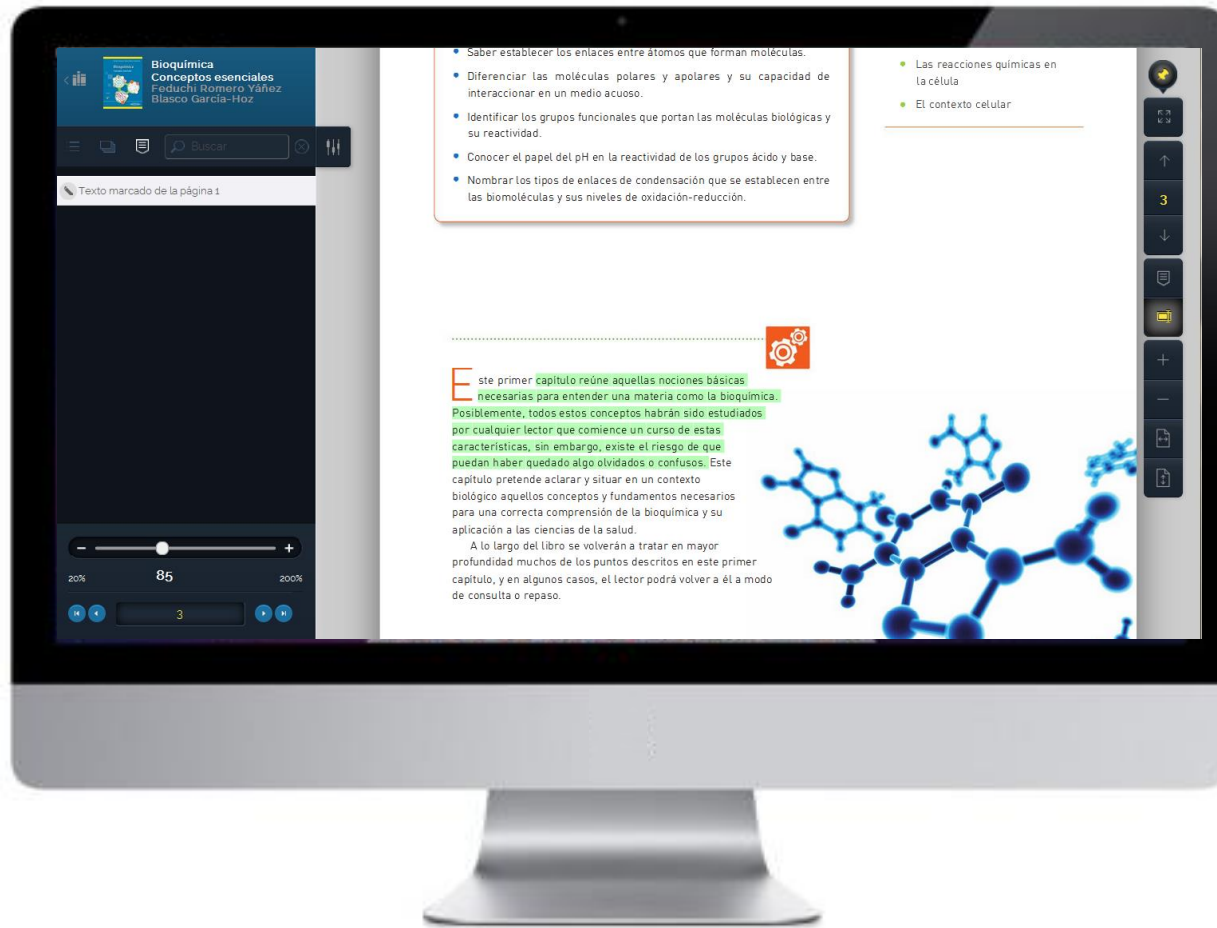 Bioquímica
Conceptos esenciales
Feduchi Romero Yáñez
Blasco García-Hoz
Buscar
Texto marcado de la página 1
20%
85
200%
3
Saber establecer los enlaces entre átomos que forman moléculas.
Diferenciar las moléculas polares y apolares y su capacidad de
interaccionar en un medio acuoso.
Identificar los grupos funcionales que portan las moléculas biológicas y
su reactividad.
Conocer el papel del pH en la reactividad de los grupos ácido y base.
Nombrar los tipos de enlaces de condensación que se establecen entre
las biomoléculas y sus niveles de oxidación-reducción.
Las reacciones químicas en
la célula
El contexto celular
Este primer capítulo reúne aquellas nociones básicas
necesarias para entender una materia como la bioquímica.
Posiblemente, todos estos conceptos habrán sido estudiados
por cualquier lector que comience un curso de estas
características, sin embargo, existe el riesgo de que
puedan haber quedado algo olvidados o confusos. Este
capítulo pretende aclarar y situar en un contexto
biológico aquellos conceptos y fundamentos necesarios
para una correcta comprensión de la bioquímica y su
aplicación a las ciencias de la salud.
A lo largo del libro se volverán a tratar en mayor
profundidad muchos de los puntos descritos en este primer
capítulo, y en algunos casos, el lector podrá volver a él a modo
de consulta o repaso.
3